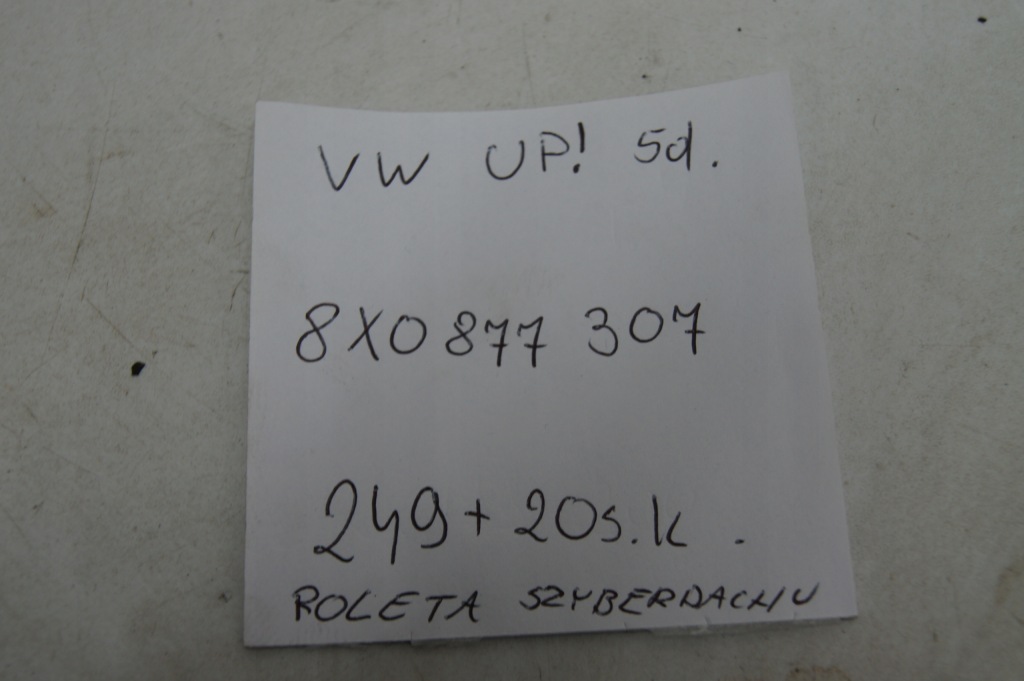 VW UP! 5d.
8X0 877 307
249 + 20s.k.
ROLETA SZYBERDACHU